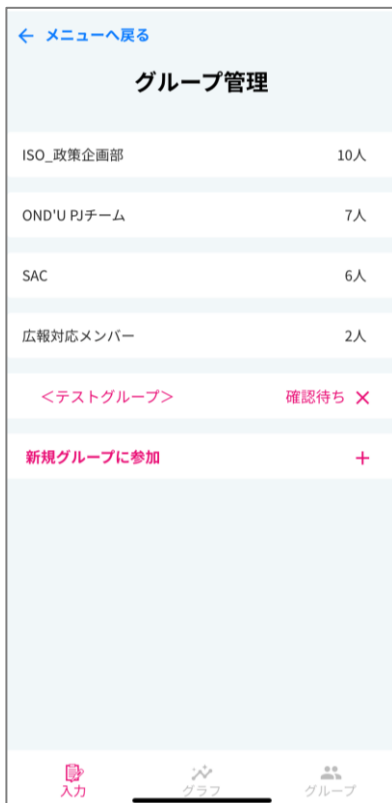 ← メニューへ戻る
グループ管理
ISO_政策企画部 10人
OND'U PJチーム 7人
SAC 6人
広報対応メンバー 2人
＜テストグループ＞ 確認待ち ×
新規グループに参加 +
入力 グラフ グループ